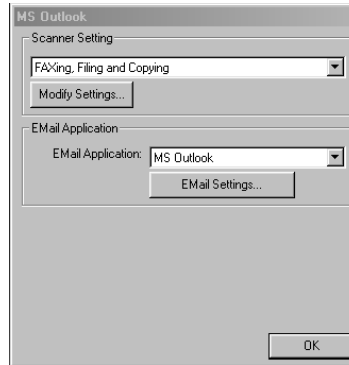 MS Outlook
Scanner Setting
FAXing, Filing and Copying
Modify Settings...
EMail Application
EMail Application: MS Outlook
EMail Settings...
OK